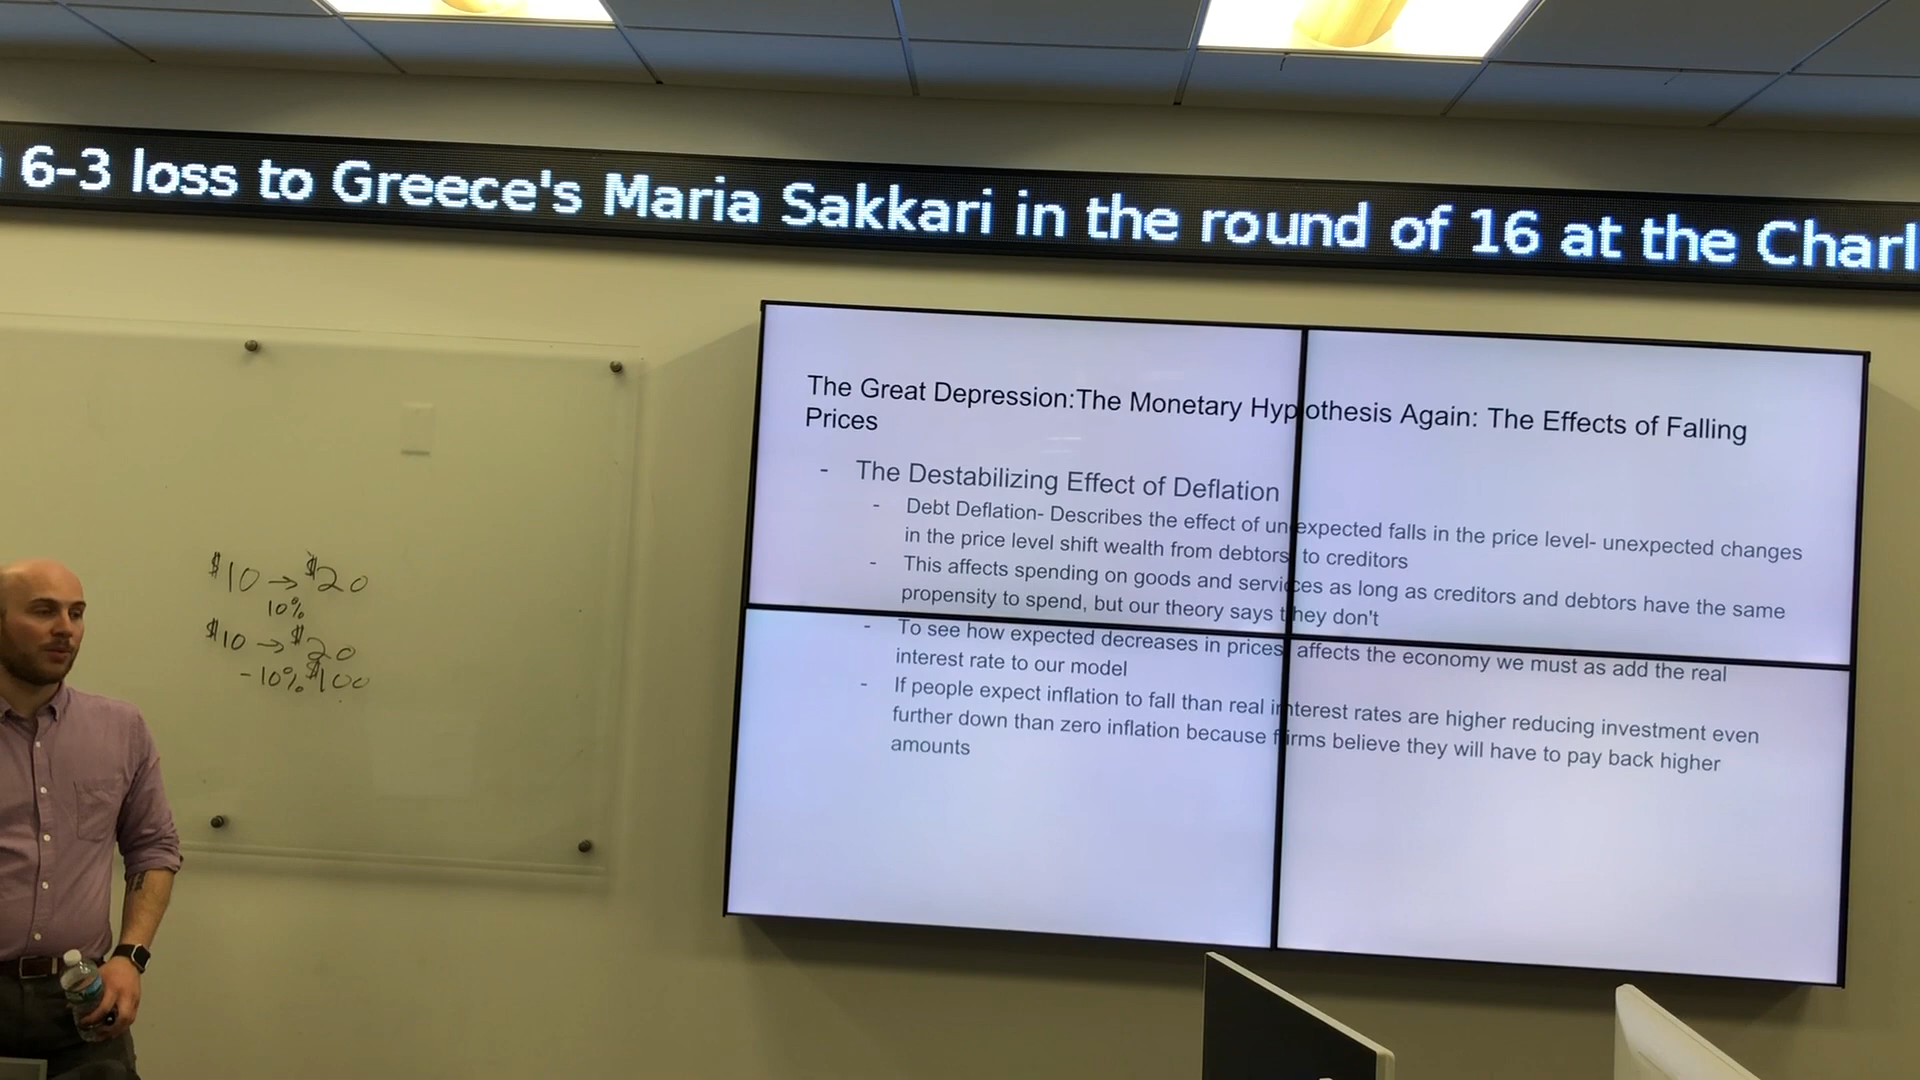 6-3 loss to Greece's Maria Sakkari in the round of 16 at the Charl
The Great Depression:The Monetary Hypothesis Again: The Effects of Falling
Prices
- The Destabilizing Effect of Deflation
- Debt Deflation- Describes the effect of unexpected falls in the price level- unexpected changes
in the price level shift wealth from debtors to creditors
- This affects spending on goods and services as long as creditors and debtors have the same
propensity to spend, but our theory says they don't
- To see how expected decreases in prices affects the economy we must as add the real
interest rate to our model
- If people expect inflation to fall than real interest rates are higher reducing investment even
further down than zero inflation because firms believe they will have to pay back higher
amounts
$10 → $20
10%
$10 → $20
-10% $100